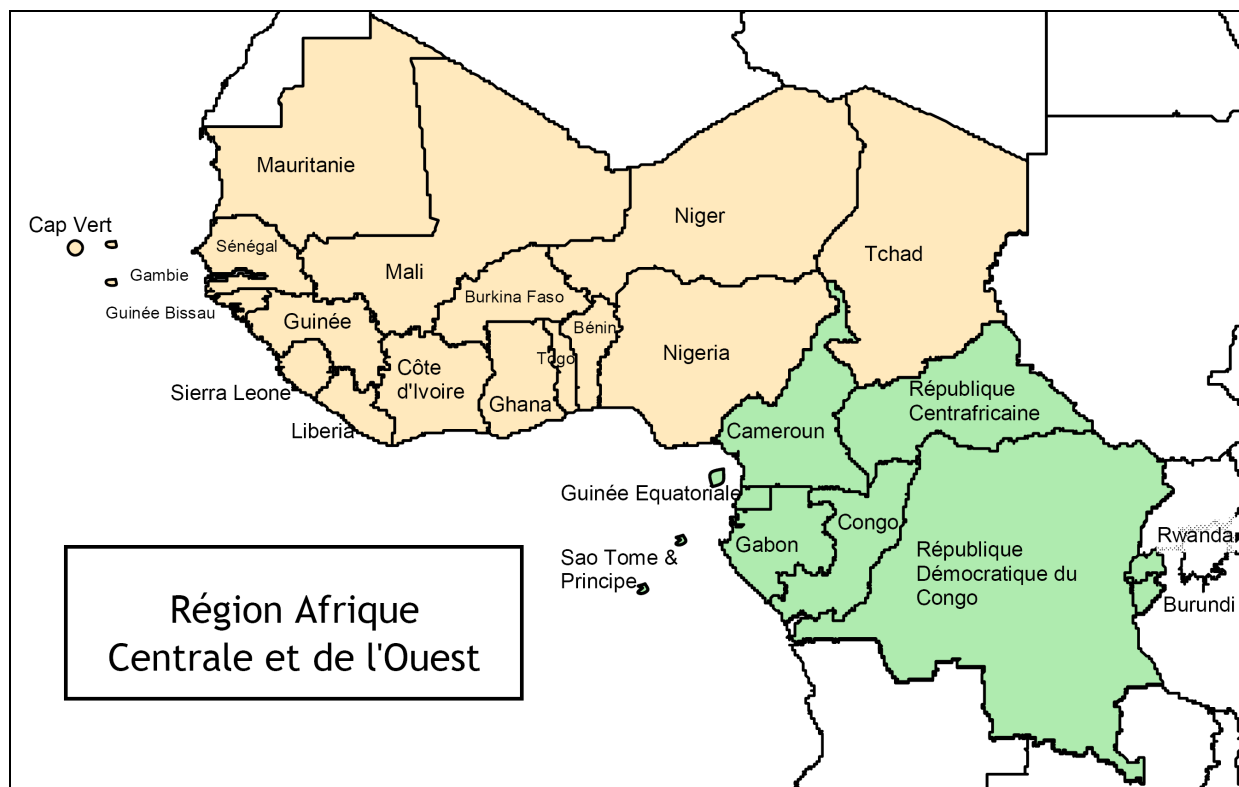 Mauritanie
Niger
Cap Vert
Sénégal
Tchad
Mali
Gambie
Burkina Faso
Guinée Bissau
Guinée
Bénin
Nigeria
Togo
Côte
d'Ivoire
Sierra Leone
Ghana
République
Centrafricaine
Liberia
Cameroun
Guinée Equatoriale
Congo
Rwanda
Gabon
République
Démocratique du
Congo
Sao Tome &
Principe
Burundi
Région Afrique
Centrale et de l'Ouest